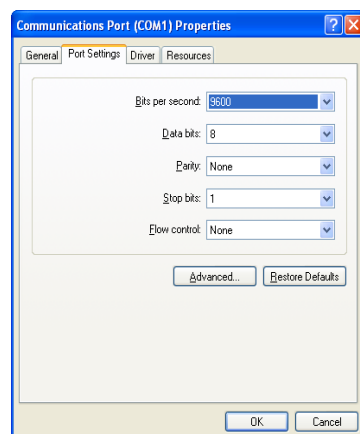 Communications Port (COM1) Properties
General Port Settings Driver Resources
Bits per second: 9600
Data bits: 8
Parity: None
Stop bits: 1
Flow control: None
Advanced... Restore Defaults
OK Cancel